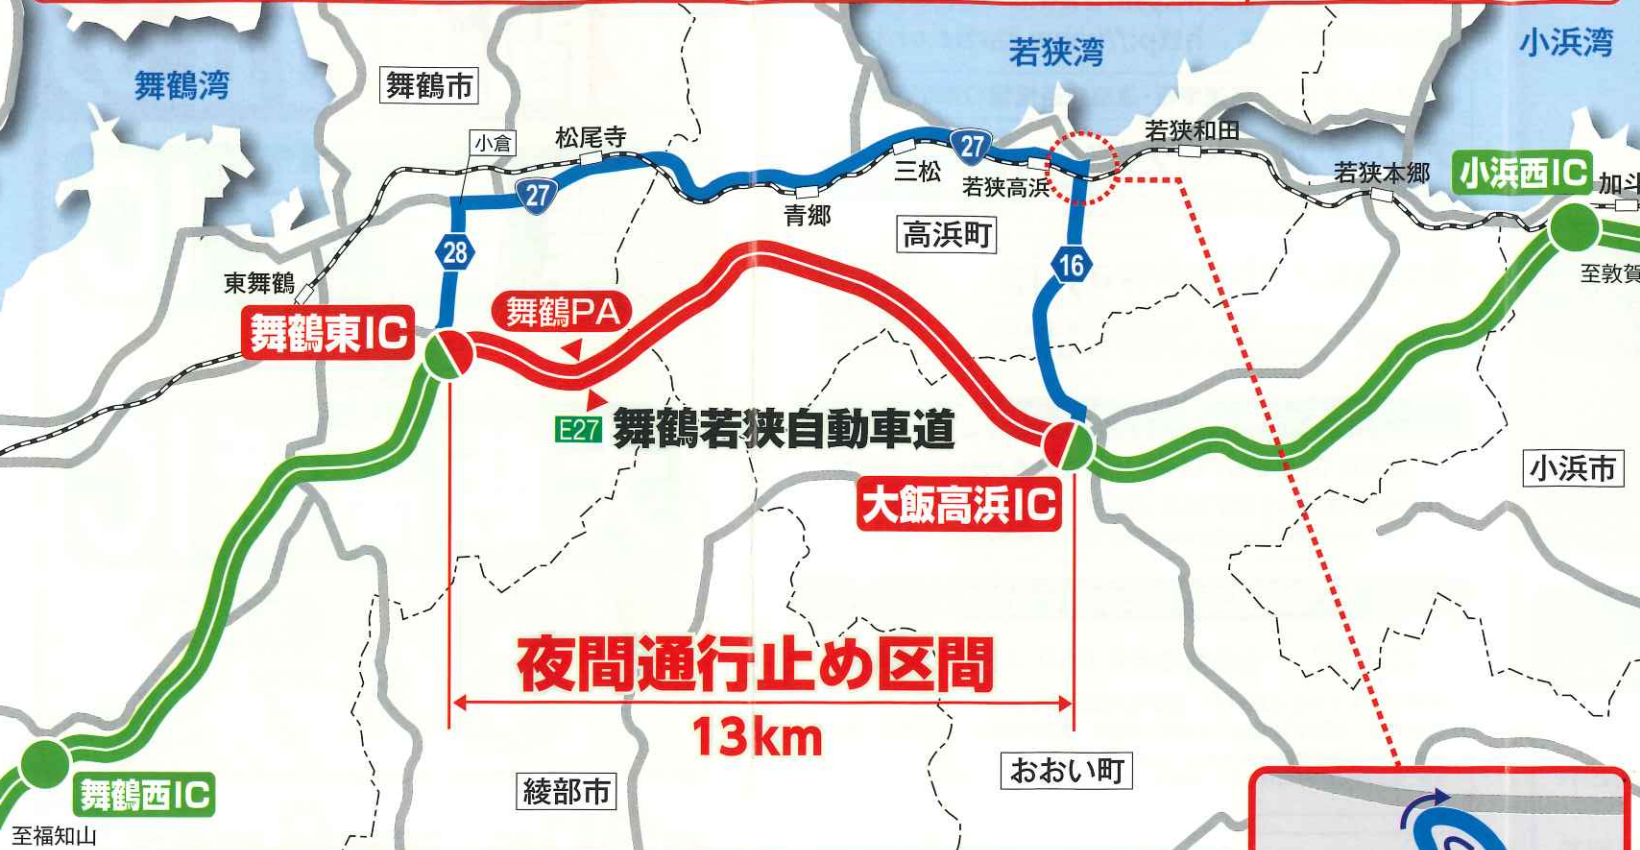 舞鶴湾
舞鶴市
若狭湾
小浜湾
小倉
松尾寺
27
三松
27
若狭高浜
若狭和田
若狭本郷
小浜西IC
加斗
27
青郷
高浜町
28
16
至敦賀
東舞鶴
舞鶴東IC
舞鶴PA
E27 舞鶴若狭自動車道
大飯高浜IC
小浜市
夜間通行止め区間
13km
舞鶴西IC
綾部市
おおい町
至福知山